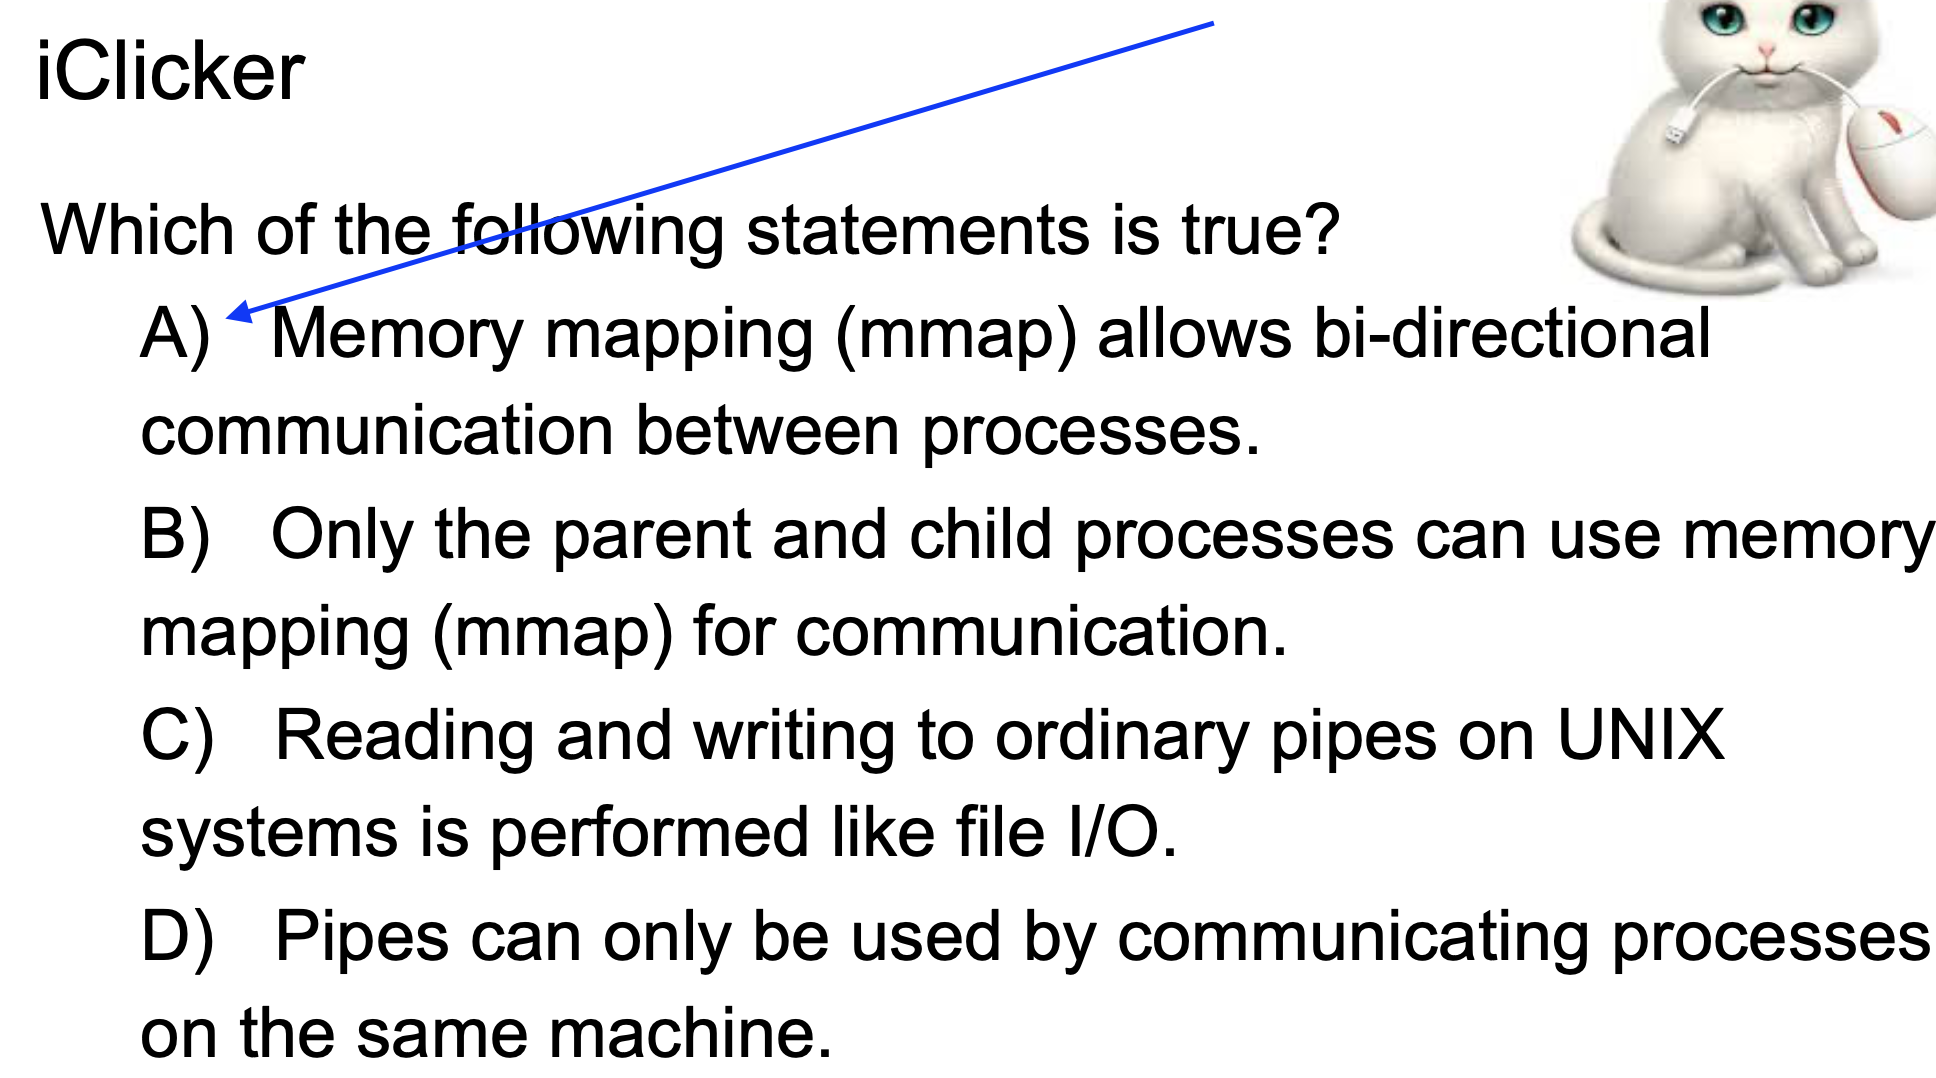 iClicker
Which of the following statements is true?
A) Memory mapping (mmap) allows bi-directional
communication between processes.
B) Only the parent and child processes can use memory
mapping (mmap) for communication.
C) Reading and writing to ordinary pipes on UNIX
systems is performed like file I/O.
D) Pipes can only be used by communicating processes
on the same machine.